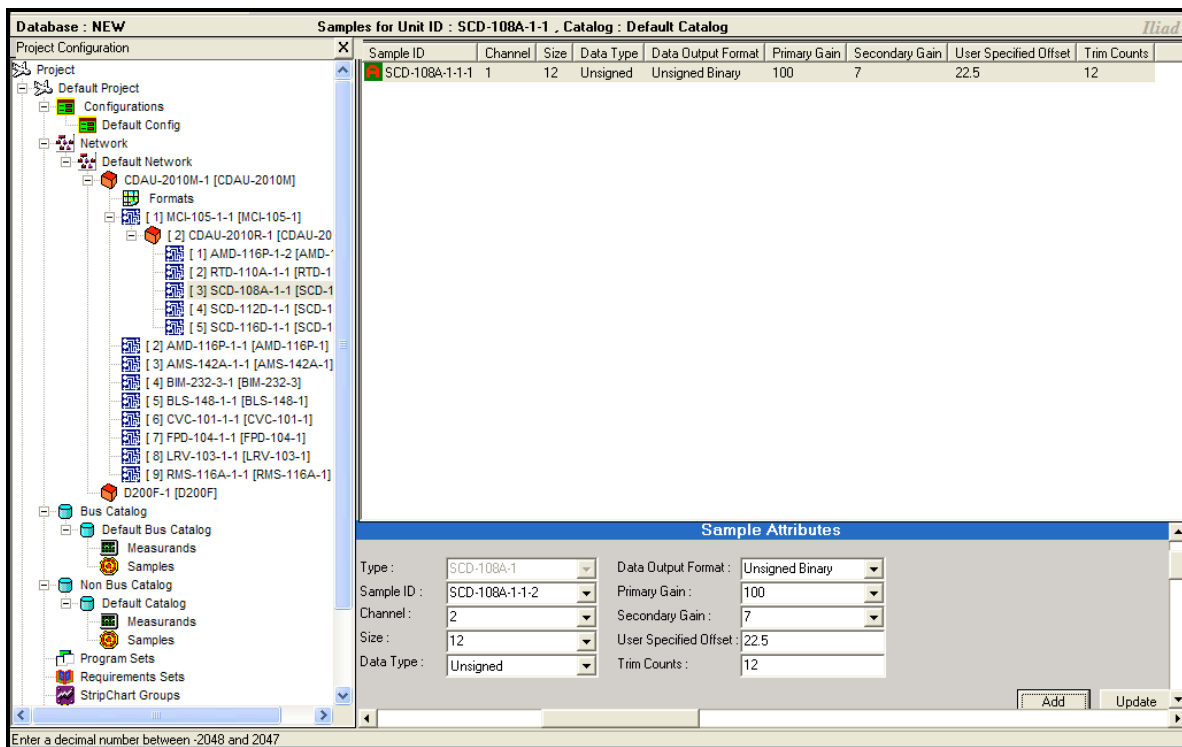 Database : NEW Samples for Unit ID : SCD-108A-1-1 , Catalog : Default Catalog Iliad
Project Configuration X
Project
Default Project
Configurations
Default Config
Network
Default Network
CDAU-2010M-1 [CDAU-2010M]
Formats
[ 1] MCI-105-1-1 [MCI-105-1]
[ 2] CDAU-2010R-1 [CDAU-20
[ 1] AMD-116P-1-2 [AMD-1
[ 2] RTD-110A-1-1 [RTD-1
[ 3] SCD-108A-1-1 [SCD-1
[ 4] SCD-112D-1-1 [SCD-1
[ 5] SCD-116D-1-1 [SCD-1
[ 2] AMD-116P-1-1 [AMD-116P-1]
[ 3] AMS-142A-1-1 [AMS-142A-1]
[ 4] BIM-232-3-1 [BIM-232-3]
[ 5] BLS-148-1-1 [BLS-148-1]
[ 6] CVC-101-1-1 [CVC-101-1]
[ 7] FPD-104-1-1 [FPD-104-1]
[ 8] LRV-103-1-1 [LRV-103-1]
[ 9] RMS-116A-1-1 [RMS-116A-1]
D200F-1 [D200F]
Bus Catalog
Default Bus Catalog
Measurands
Samples
Non Bus Catalog
Default Catalog
Measurands
Samples
Program Sets
Requirements Sets
StripChart Groups
Sample ID Channel Size Data Type Data Output Format Primary Gain Secondary Gain User Specified Offset Trim Counts
A SCD-108A-1-1-1 1 12 Unsigned Unsigned Binary 100 7 22.5 12
Sample Attributes
Type : SCD-108A-1 Data Output Format : Unsigned Binary
Sample ID : SCD-108A-1-1-2 Primary Gain : 100
Channel : 2 Secondary Gain : 7
Size : 12 User Specified Offset : 22.5
Data Type : Unsigned Trim Counts : 12
Add Update
Enter a decimal number between -2048 and 2047